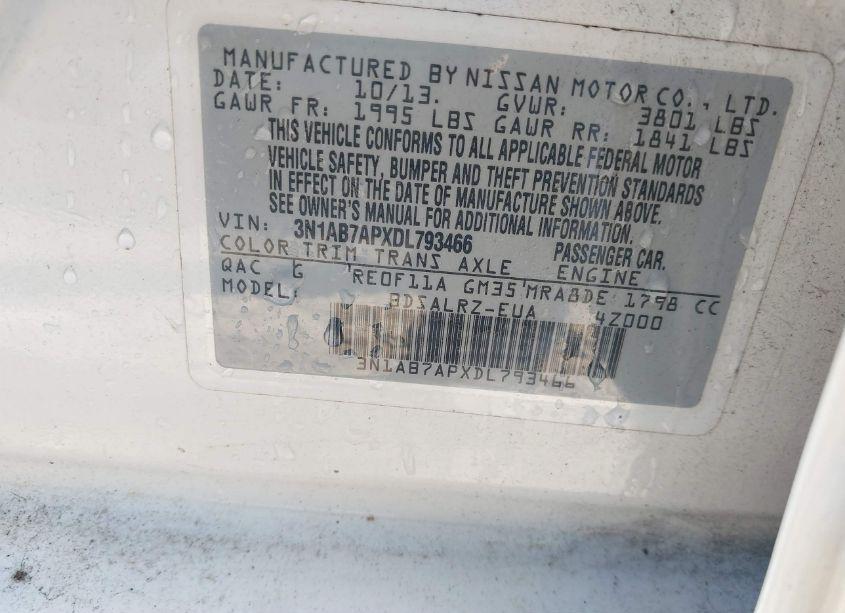 MANUFACTURED BY NISSAN MOTOR CO., LTD.
DATE: 10/13. GVWR: 3801 LBS
GAWR FR: 1995 LBS GAWR RR: 1841 LBS
THIS VEHICLE CONFORMS TO ALL APPLICABLE FEDERAL MOTOR
VEHICLE SAFETY, BUMPER AND THEFT PREVENTION STANDARDS
IN EFFECT ON THE DATE OF MANUFACTURE SHOWN ABOVE.
SEE OWNER'S MANUAL FOR ADDITIONAL INFORMATION.
VIN: 3N1AB7APXDL793466 PASSENGER CAR.
COLOR TRIM TRANS AXLE ENGINE
QAC G RE0F11A GM35 MRA8DE 1798 CC
MODEL: BDSALRZ-EUA 4Z000
3N1AB7APXDL793466